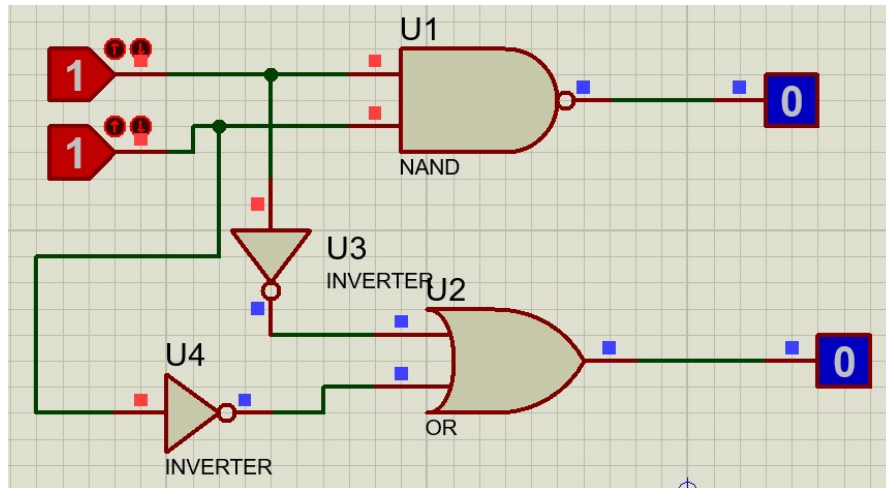 U1
1
0
1
NAND
U3
INVERTER
U2
U4
0
OR
INVERTER